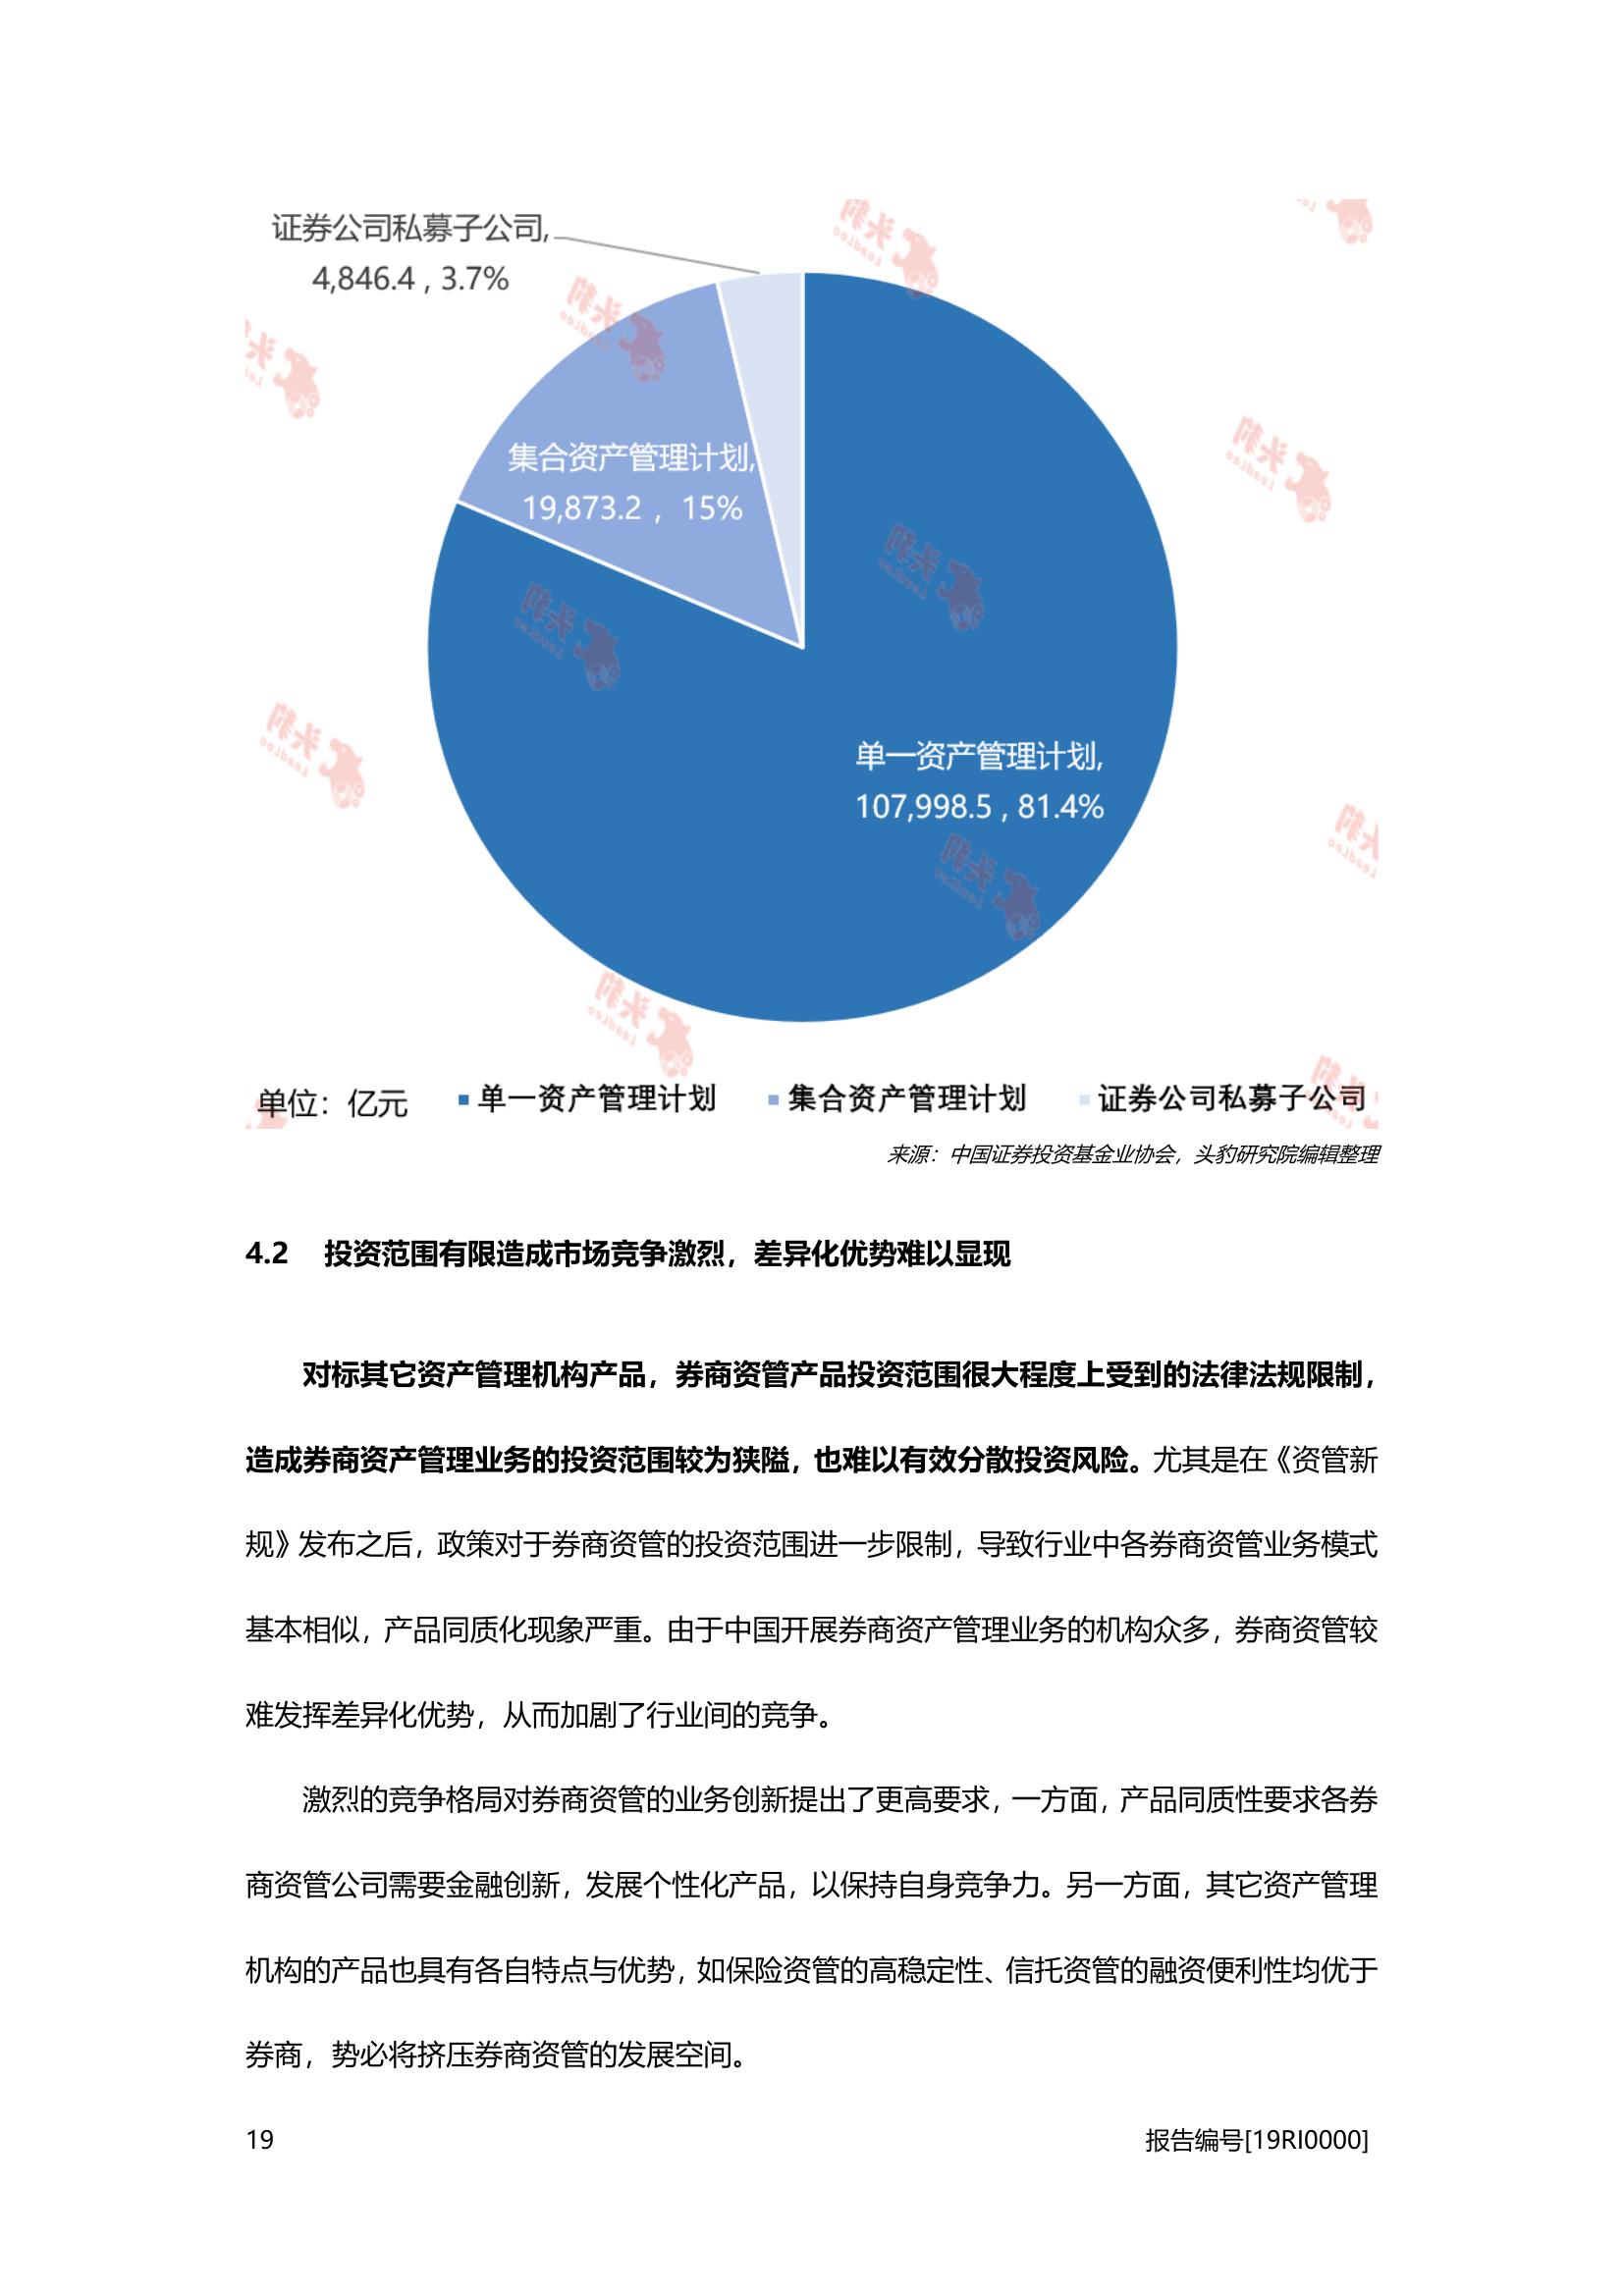 证券公司私募子公司,
4,846.4 , 3.7%
集合资产管理计划,
19,873.2 , 15%
单一资产管理计划,
107,998.5 , 81.4%
单位：亿元 单一资产管理计划 集合资产管理计划 证券公司私募子公司
来源：中国证券投资基金业协会，头豹研究院编辑整理
4.2 投资范围有限造成市场竞争激烈，差异化优势难以显现
对标其它资产管理机构产品，券商资管产品投资范围很大程度上受到的法律法规限制，
造成券商资产管理业务的投资范围较为狭隘，也难以有效分散投资风险。尤其是在《资管新
规》发布之后，政策对于券商资管的投资范围进一步限制，导致行业中各券商资管业务模式
基本相似，产品同质化现象严重。由于中国开展券商资产管理业务的机构众多，券商资管较
难发挥差异化优势，从而加剧了行业间的竞争。
激烈的竞争格局对券商资管的业务创新提出了更高要求，一方面，产品同质性要求各券
商资管公司需要金融创新，发展个性化产品，以保持自身竞争力。另一方面，其它资产管理
机构的产品也具有各自特点与优势，如保险资管的高稳定性、信托资管的融资便利性均优于
券商，势必将挤压券商资管的发展空间。
19 报告编号[19RI0000]